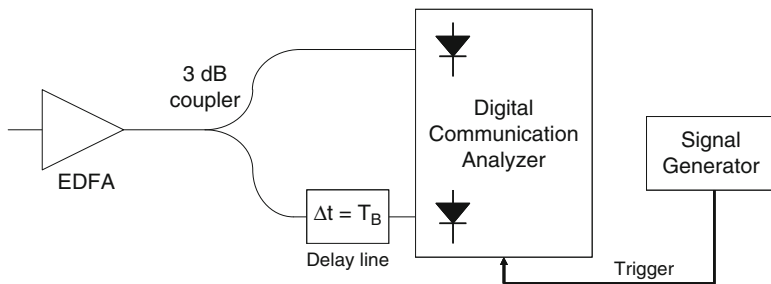 3 dB
coupler
EDFA
Δt = T_B
Delay line
Digital
Communication
Analyzer
Signal
Generator
Trigger